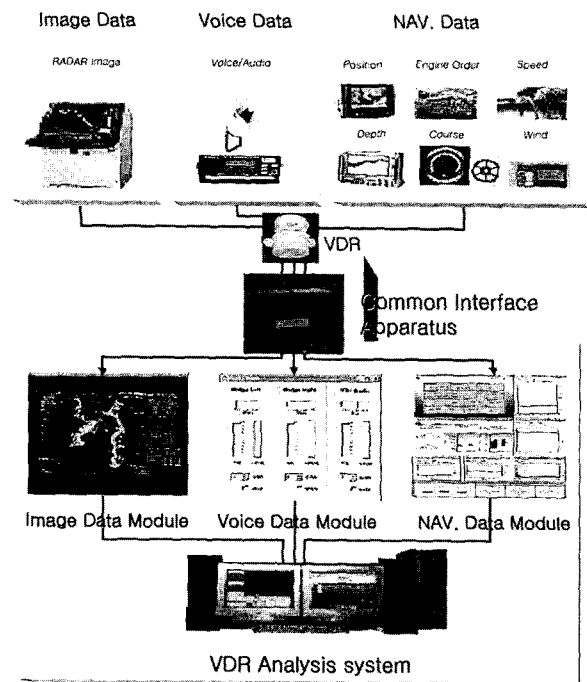 Image Data
Voice Data
NAV. Data
RADAR Image
Voice/Audio
Position
Engine Order
Speed
Depth
Course
Wind
VDR
Common Interface
Apparatus
Image Data Module
Voice Data Module
NAV. Data Module
VDR Analysis system